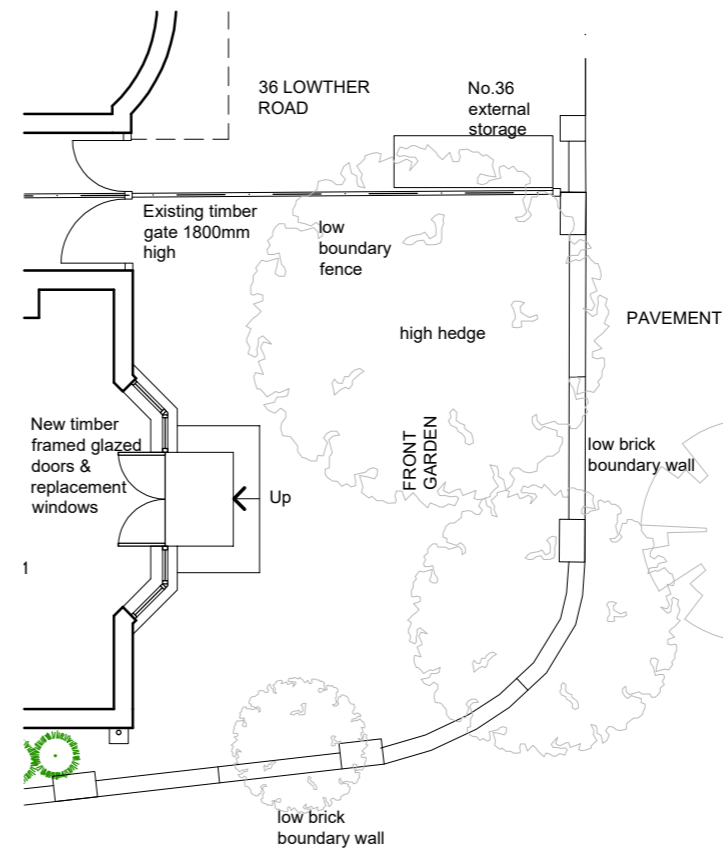 36 LOWTHER
ROAD
No.36
external
storage
Existing timber
gate 1800mm
high
low
boundary
fence
high hedge
PAVEMENT
FRONT
GARDEN
New timber
framed glazed
doors &
replacement
windows
Up
low brick
boundary wall
1
low brick
boundary wall